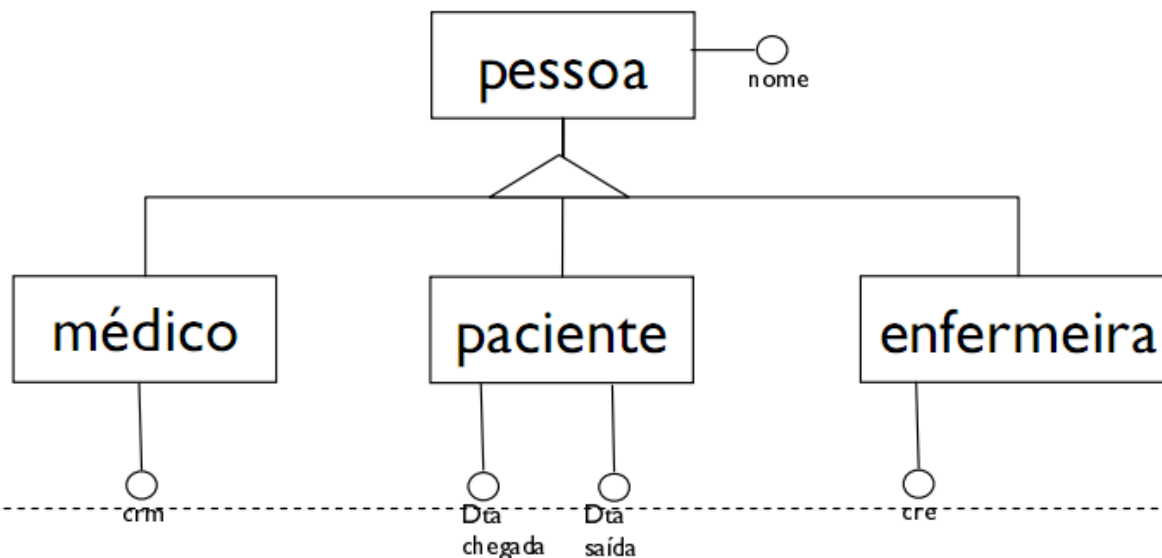 pessoa
nome
médico
paciente
enfermeira
crm
Dta
chegada
Dta
saída
cre